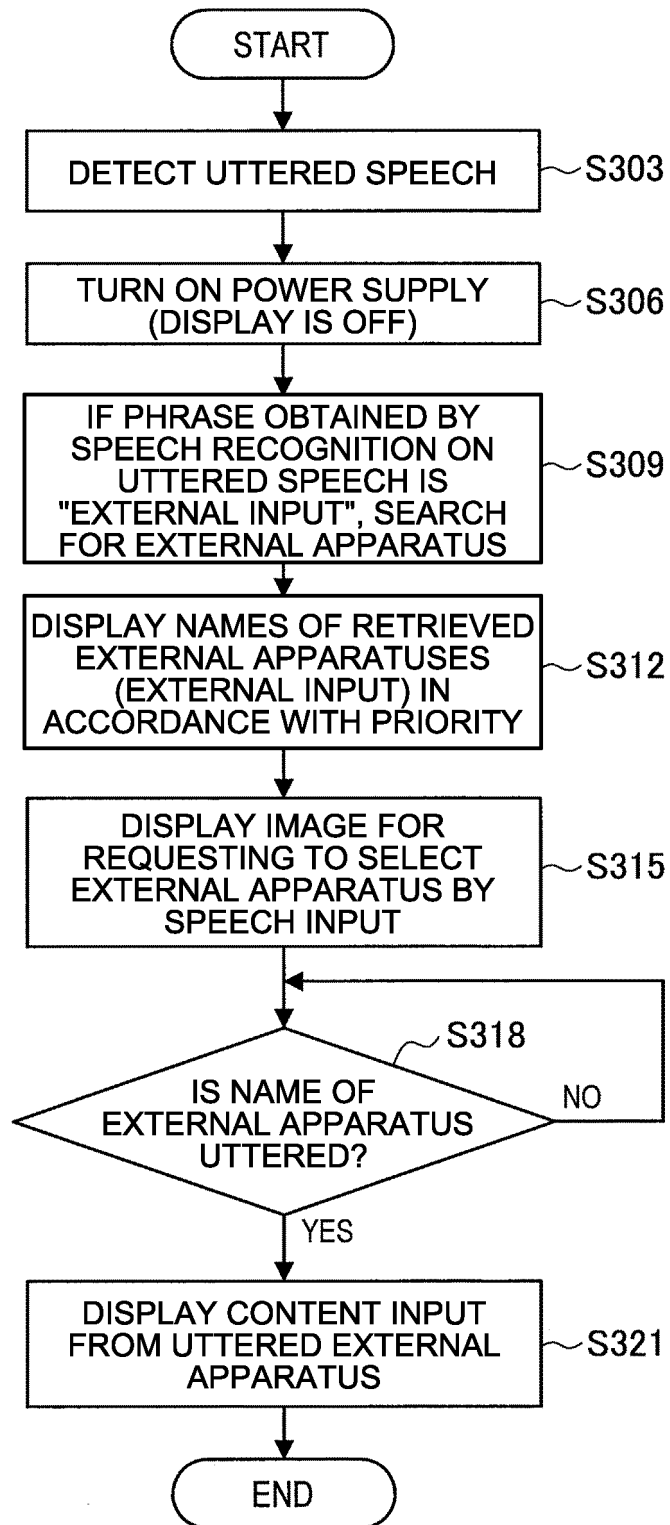 START
DETECT UTTERED SPEECH
S303
TURN ON POWER SUPPLY
(DISPLAY IS OFF)
S306
IF PHRASE OBTAINED BY
SPEECH RECOGNITION ON
UTTERED SPEECH IS
"EXTERNAL INPUT", SEARCH
FOR EXTERNAL APPARATUS
S309
DISPLAY NAMES OF RETRIEVED
EXTERNAL APPARATUSES
(EXTERNAL INPUT) IN
ACCORDANCE WITH PRIORITY
S312
DISPLAY IMAGE FOR
REQUESTING TO SELECT
EXTERNAL APPARATUS BY
SPEECH INPUT
S315
S318
IS NAME OF
EXTERNAL APPARATUS
UTTERED?
NO
YES
DISPLAY CONTENT INPUT
FROM UTTERED EXTERNAL
APPARATUS
S321
END